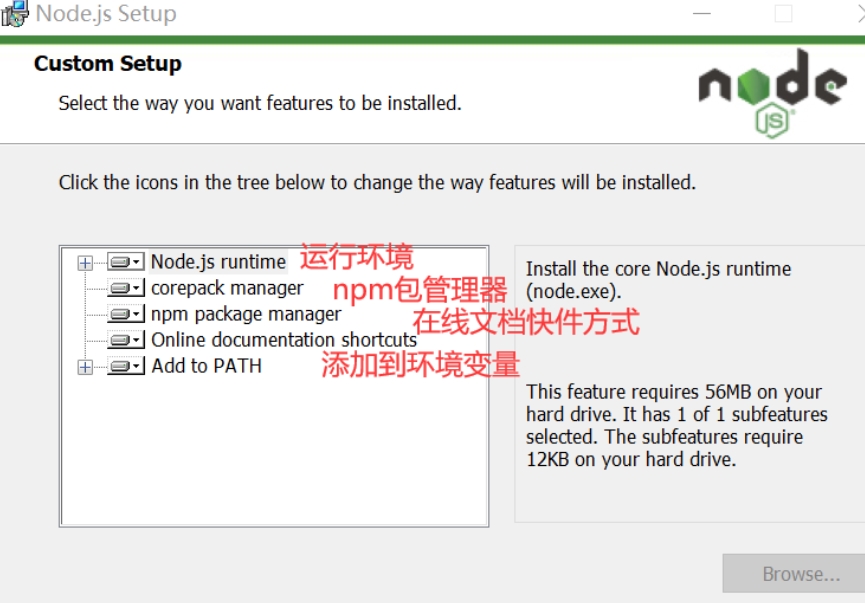 Node.js Setup
Custom Setup
Select the way you want features to be installed.
node
JS
Click the icons in the tree below to change the way features will be installed.
Node.js runtime 运行环境
corepack manager npm包管理器
npm package manager
在线文档快件方式
Online documentation shortcuts
Add to PATH 添加到环境变量
Install the core Node.js runtime
(node.exe).
This feature requires 56MB on your
hard drive. It has 1 of 1 subfeatures
selected. The subfeatures require
12KB on your hard drive.
Browse...